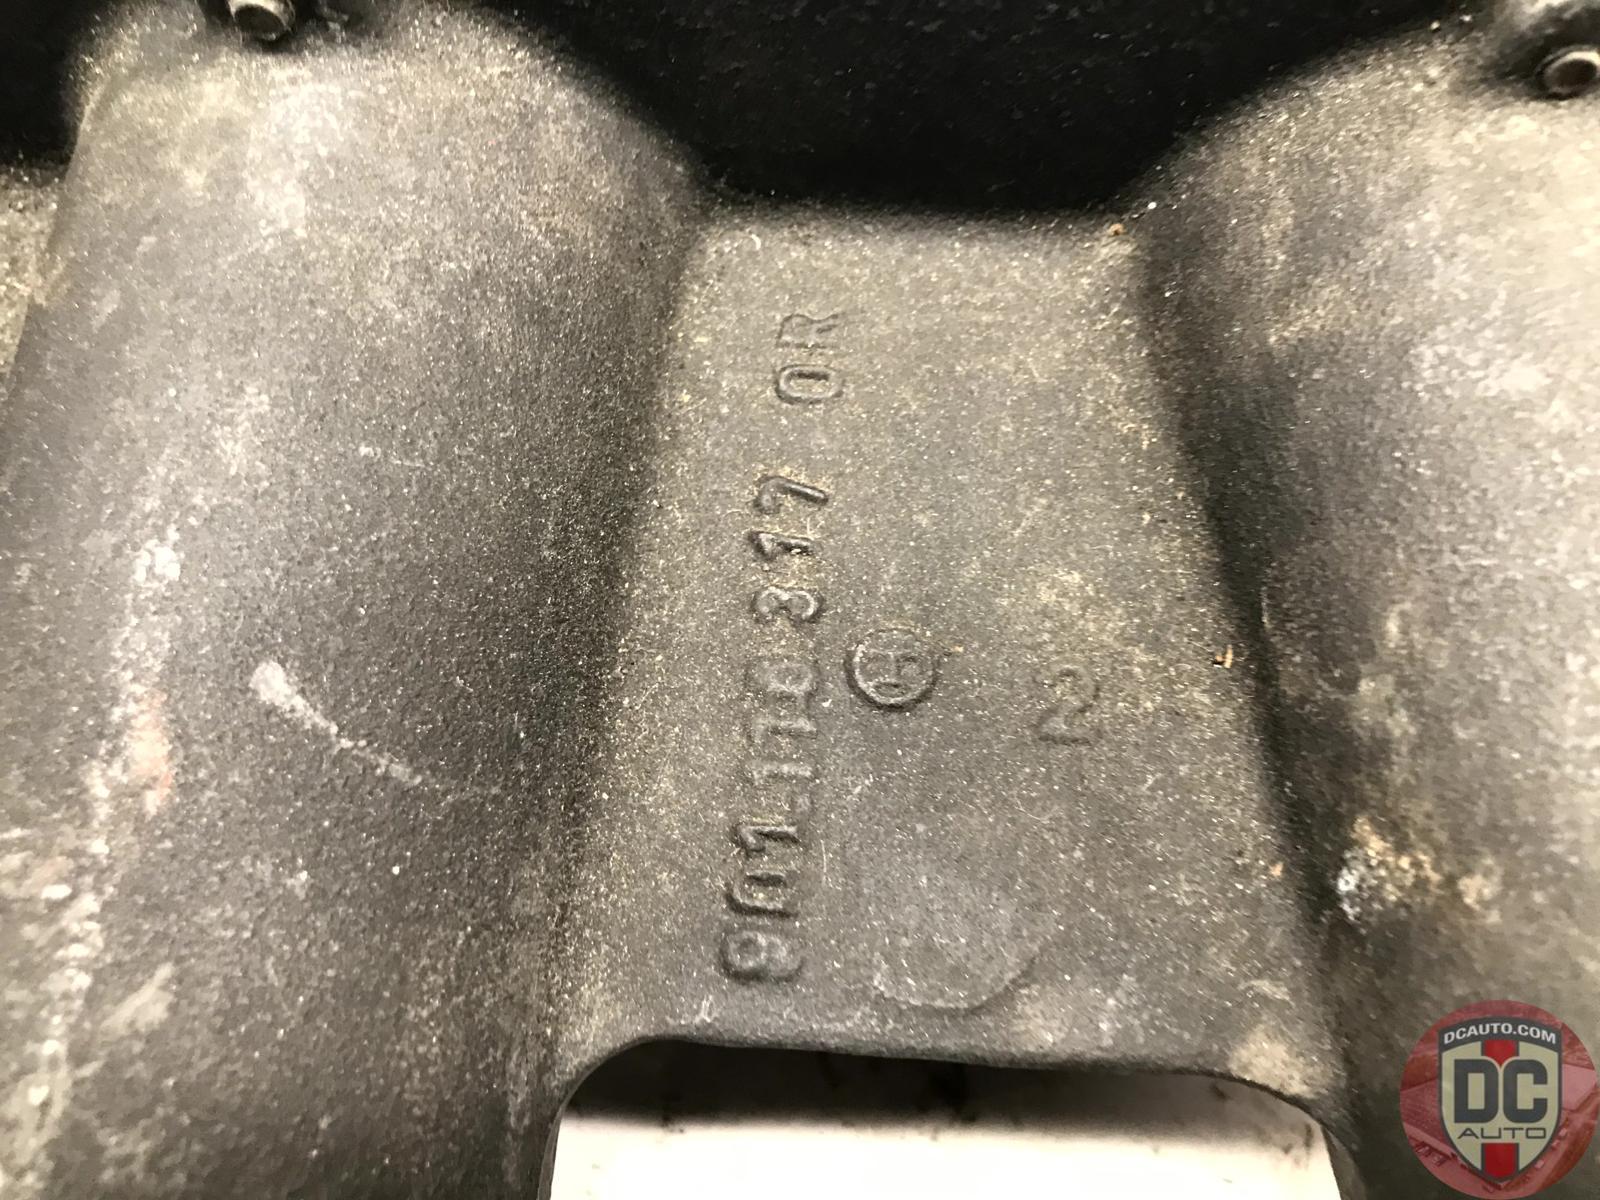 901.110.317 0R
2
DCAUTO.COM
DC
AUTO